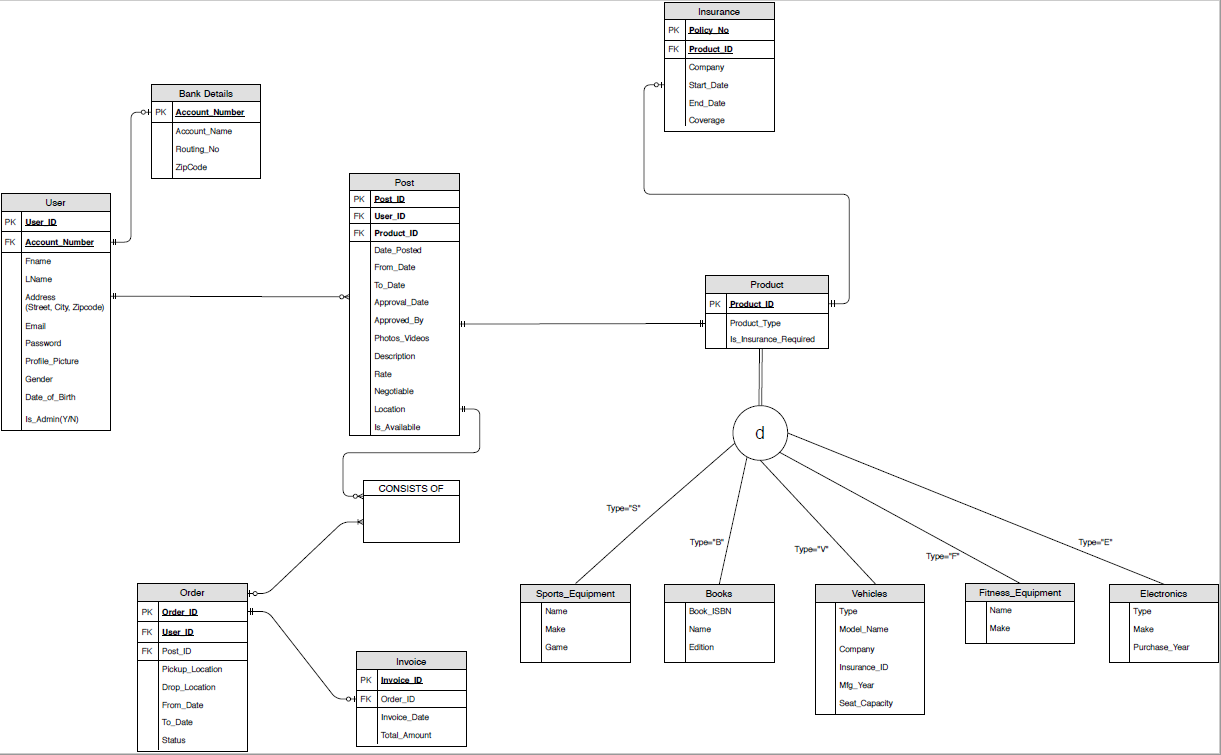 Insurance
PK Policy_No
FK Product_ID
Company
Start_Date
End_Date
Coverage
Bank Details
PK Account_Number
Account_Name
Routing_No
ZipCode
User
PK User_ID
FK Account_Number
Fname
LName
Address
(Street, City, Zipcode)
Email
Password
Profile_Picture
Gender
Date_of_Birth
Is_Admin(Y/N)
Post
PK Post_ID
FK User_ID
FK Product_ID
Date_Posted
From_Date
To_Date
Approval_Date
Approved_By
Photos_Videos
Description
Rate
Negotiable
Location
Is_Availabile
Product
PK Product_ID
Product_Type
Is_Insurance_Required
d
CONSISTS OF
Type="S"
Type="B"
Type="V"
Type="F"
Type="E"
Order
PK Order_ID
FK User_ID
FK Post_ID
Pickup_Location
Drop_Location
From_Date
To_Date
Status
Invoice
PK Invoice_ID
FK Order_ID
Invoice_Date
Total_Amount
Sports_Equipment
Name
Make
Game
Books
Book_ISBN
Name
Edition
Vehicles
Type
Model_Name
Company
Insurance_ID
Mfg_Year
Seat_Capacity
Fitness_Equipment
Name
Make
Electronics
Type
Make
Purchase_Year